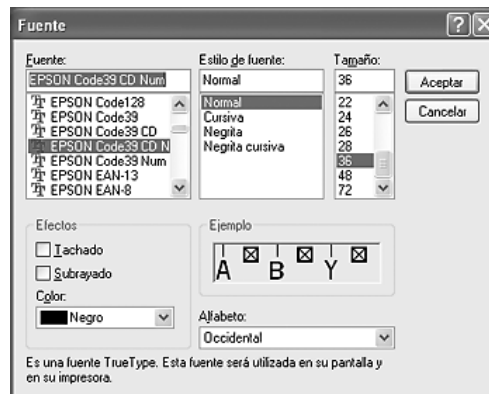 Fuente
Fuente:
EPSON Code39 CD Num
EPSON Code128
EPSON Code39
EPSON Code39 CD
EPSON Code39 CD N
EPSON Code39 Num
EPSON EAN-13
EPSON EAN-8
Estilo de fuente:
Normal
Normal
Cursiva
Negrita
Negrita cursiva
Tamaño:
36
22
24
26
28
36
48
72
Aceptar
Cancelar
Efectos
Tachado
Subrayado
Color:
Negro
Ejemplo
A B Y
Alfabeto:
Occidental
Es una fuente TrueType. Esta fuente será utilizada en su pantalla y
en su impresora.